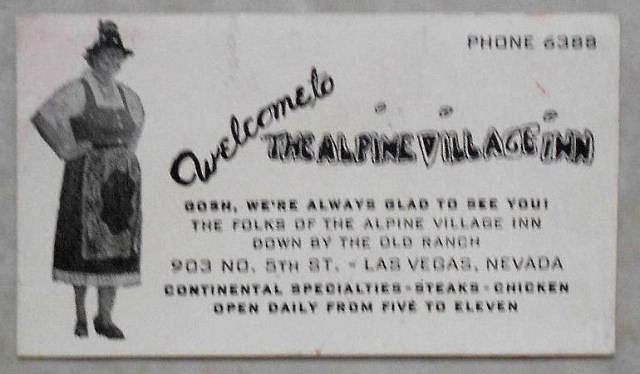 PHONE 6388
Welcome to
THE ALPINE VILLAGE INN
GOSH, WE'RE ALWAYS GLAD TO SEE YOU!
THE FOLKS OF THE ALPINE VILLAGE INN
DOWN BY THE OLD RANCH
903 NO. 5TH ST. - LAS VEGAS, NEVADA
CONTINENTAL SPECIALTIES - STEAKS - CHICKEN
OPEN DAILY FROM FIVE TO ELEVEN